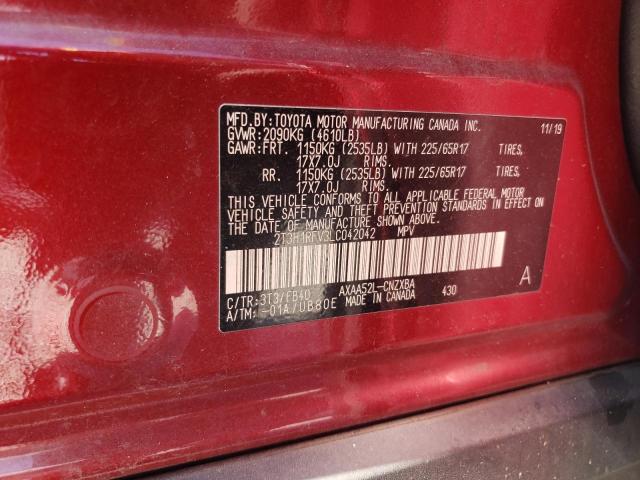 MFD.BY:TOYOTA MOTOR MANUFACTURING CANADA INC. 11/19
GVWR:2090KG (4610LB)
GAWR:FRT. 1150KG (2535LB) WITH 225/65R17 TIRES,
17X7.0J RIMS.
RR. 1150KG (2535LB) WITH 225/65R17 TIRES,
17X7.0J RIMS.
THIS VEHICLE CONFORMS TO ALL APPLICABLE FEDERAL MOTOR
VEHICLE SAFETY AND THEFT PREVENTION STANDARDS IN EFFECT ON
THE DATE OF MANUFACTURE SHOWN ABOVE.
2T3H1RFV3LC042042 MPV
C/TR:3T3/FB40 AXAA52L-CNZXBA 430 A
A/TM:-01A/UB80E MADE IN CANADA